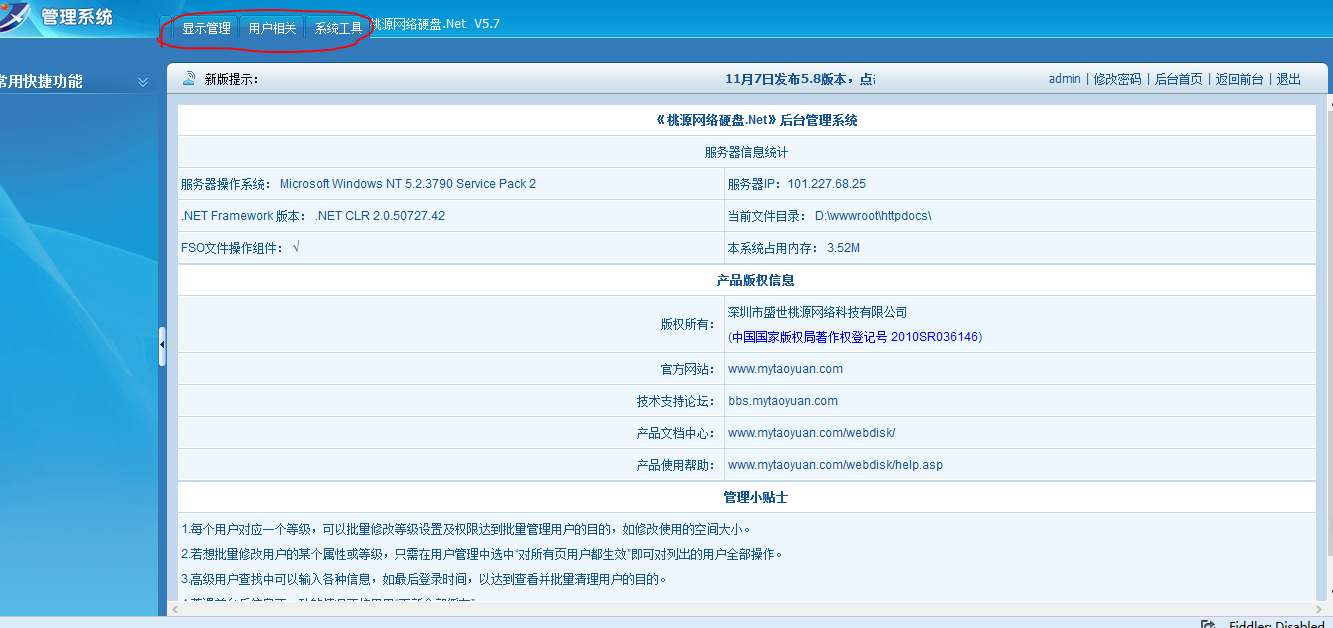 管理系统
显示管理 用户相关 系统工具 桃源网络硬盘.Net V5.7
常用快捷功能
新版提示： 11月7日发布5.8版本，点 admin | 修改密码 | 后台首页 | 返回前台 | 退出
《桃源网络硬盘.Net》后台管理系统
服务器信息统计
服务器操作系统： Microsoft Windows NT 5.2.3790 Service Pack 2 服务器IP：101.227.68.25
.NET Framework 版本： .NET CLR 2.0.50727.42 当前文件目录： D:\wwwroot\httpdocs\
FSO文件操作组件： √ 本系统占用内存： 3.52M
产品版权信息
版权所有： 深圳市盛世桃源网络科技有限公司
(中国国家版权局著作权登记号 2010SR036146)
官方网站： www.mytaoyuan.com
技术支持论坛： bbs.mytaoyuan.com
产品文档中心： www.mytaoyuan.com/webdisk/
产品使用帮助： www.mytaoyuan.com/webdisk/help.asp
管理小贴士
1.每个用户对应一个等级，可以批量修改等级设置及权限达到批量管理用户的目的，如修改使用的空间大小。
2.若想批量修改用户的某个属性或等级，只需在用户管理中选中“对所有页用户都生效”即可对列出的用户全部操作。
3.高级用户查找中可以输入各种信息，如最后登录时间，以达到查看并批量清理用户的目的。
Fiddler: Disabled